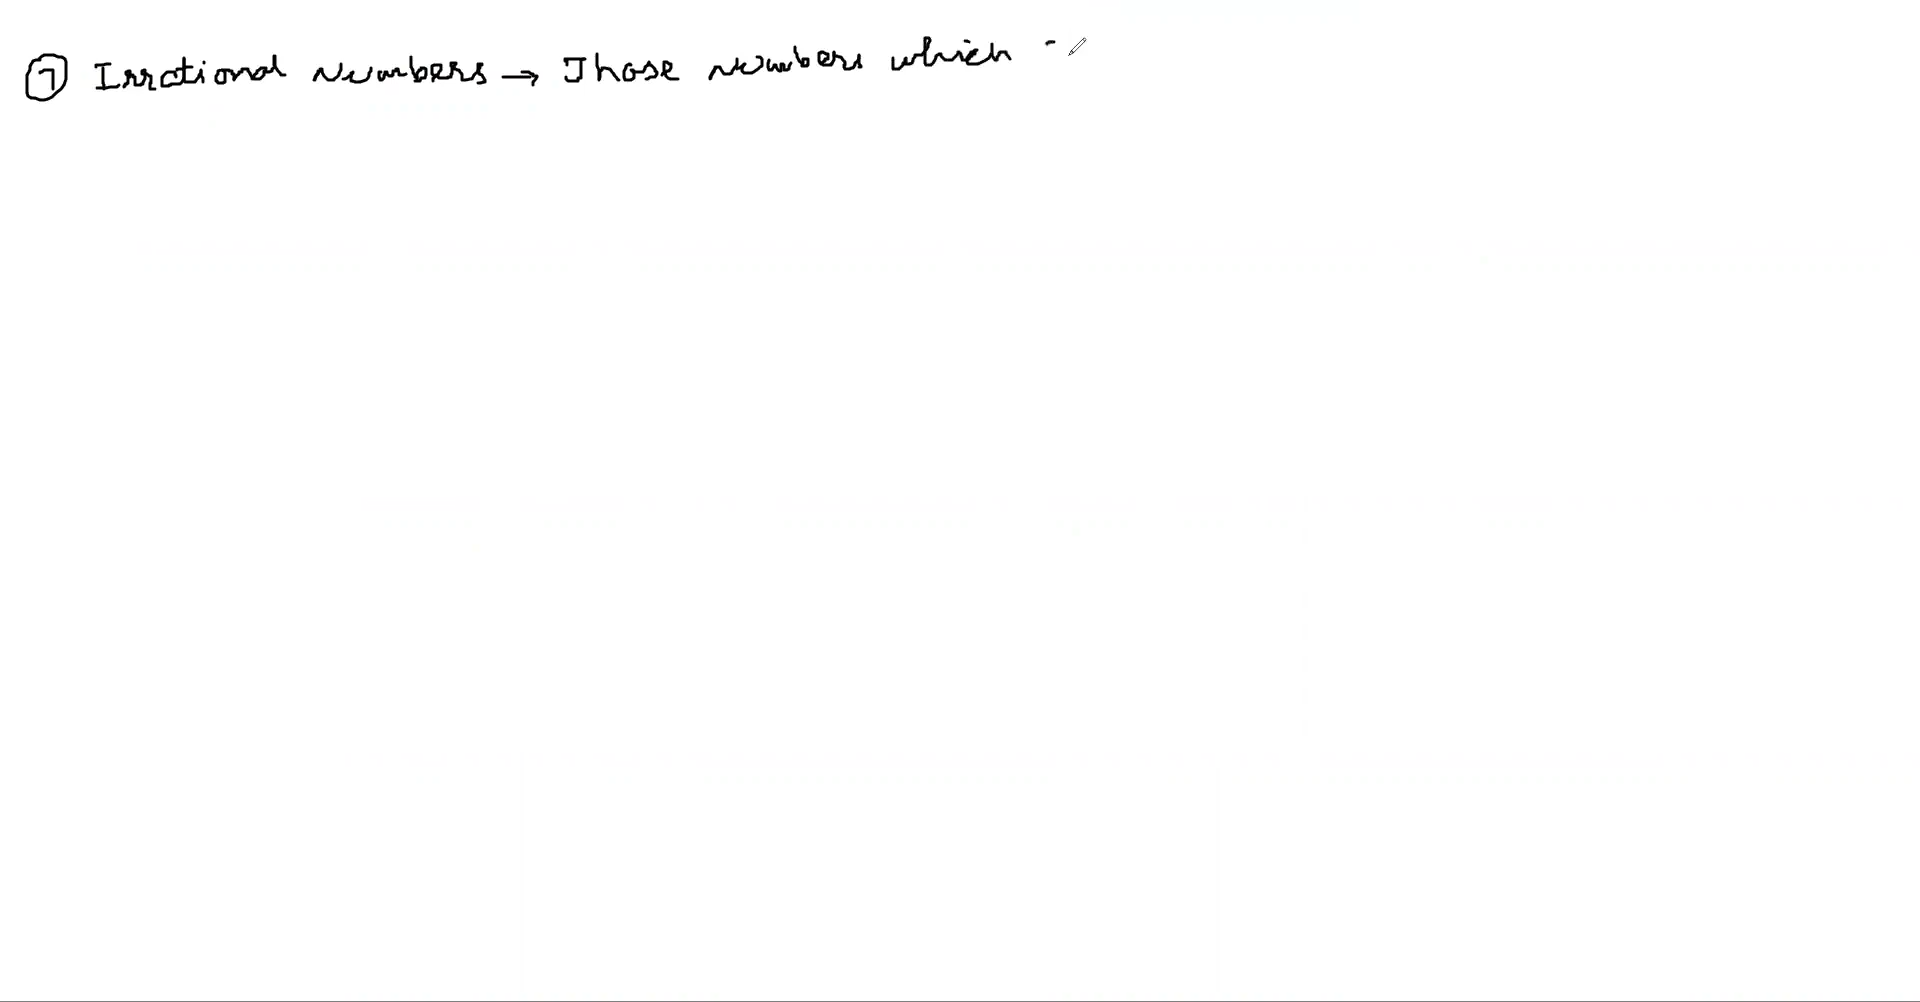 ⑦ Irrational Numbers → Those numbers which